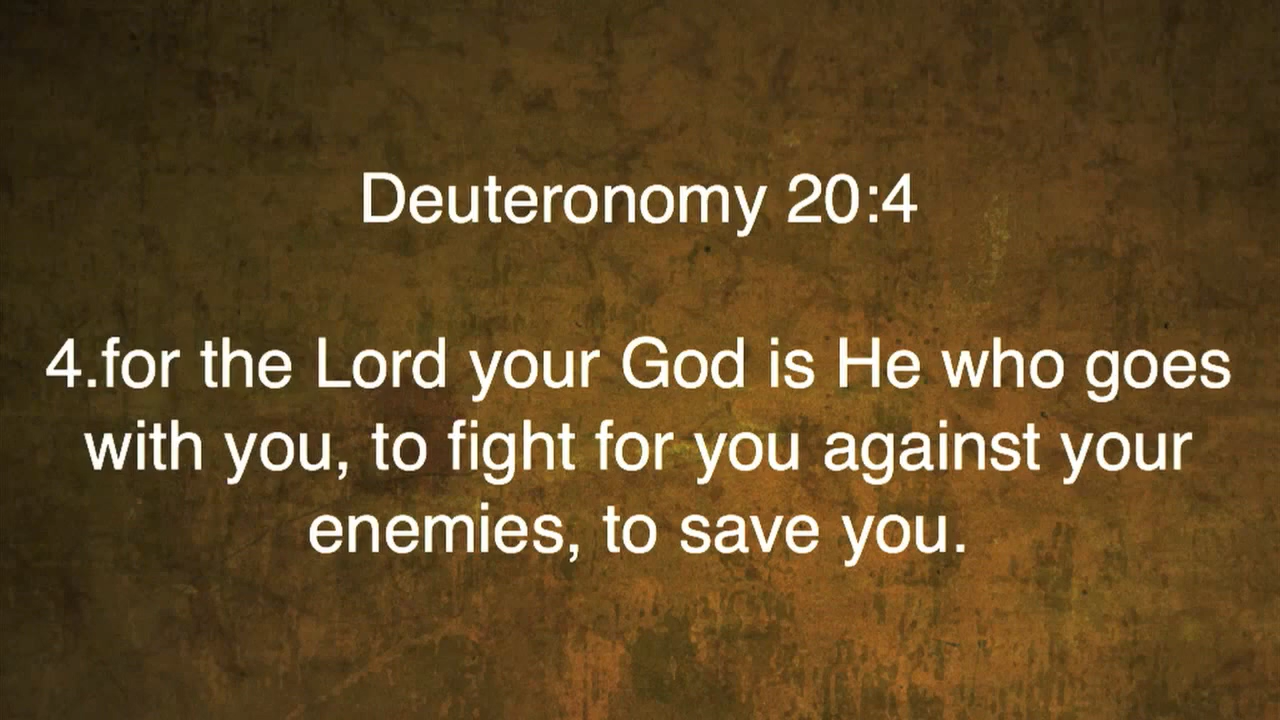 Deuteronomy 20:4
4.for the Lord your God is He who goes
with you, to fight for you against your
enemies, to save you.